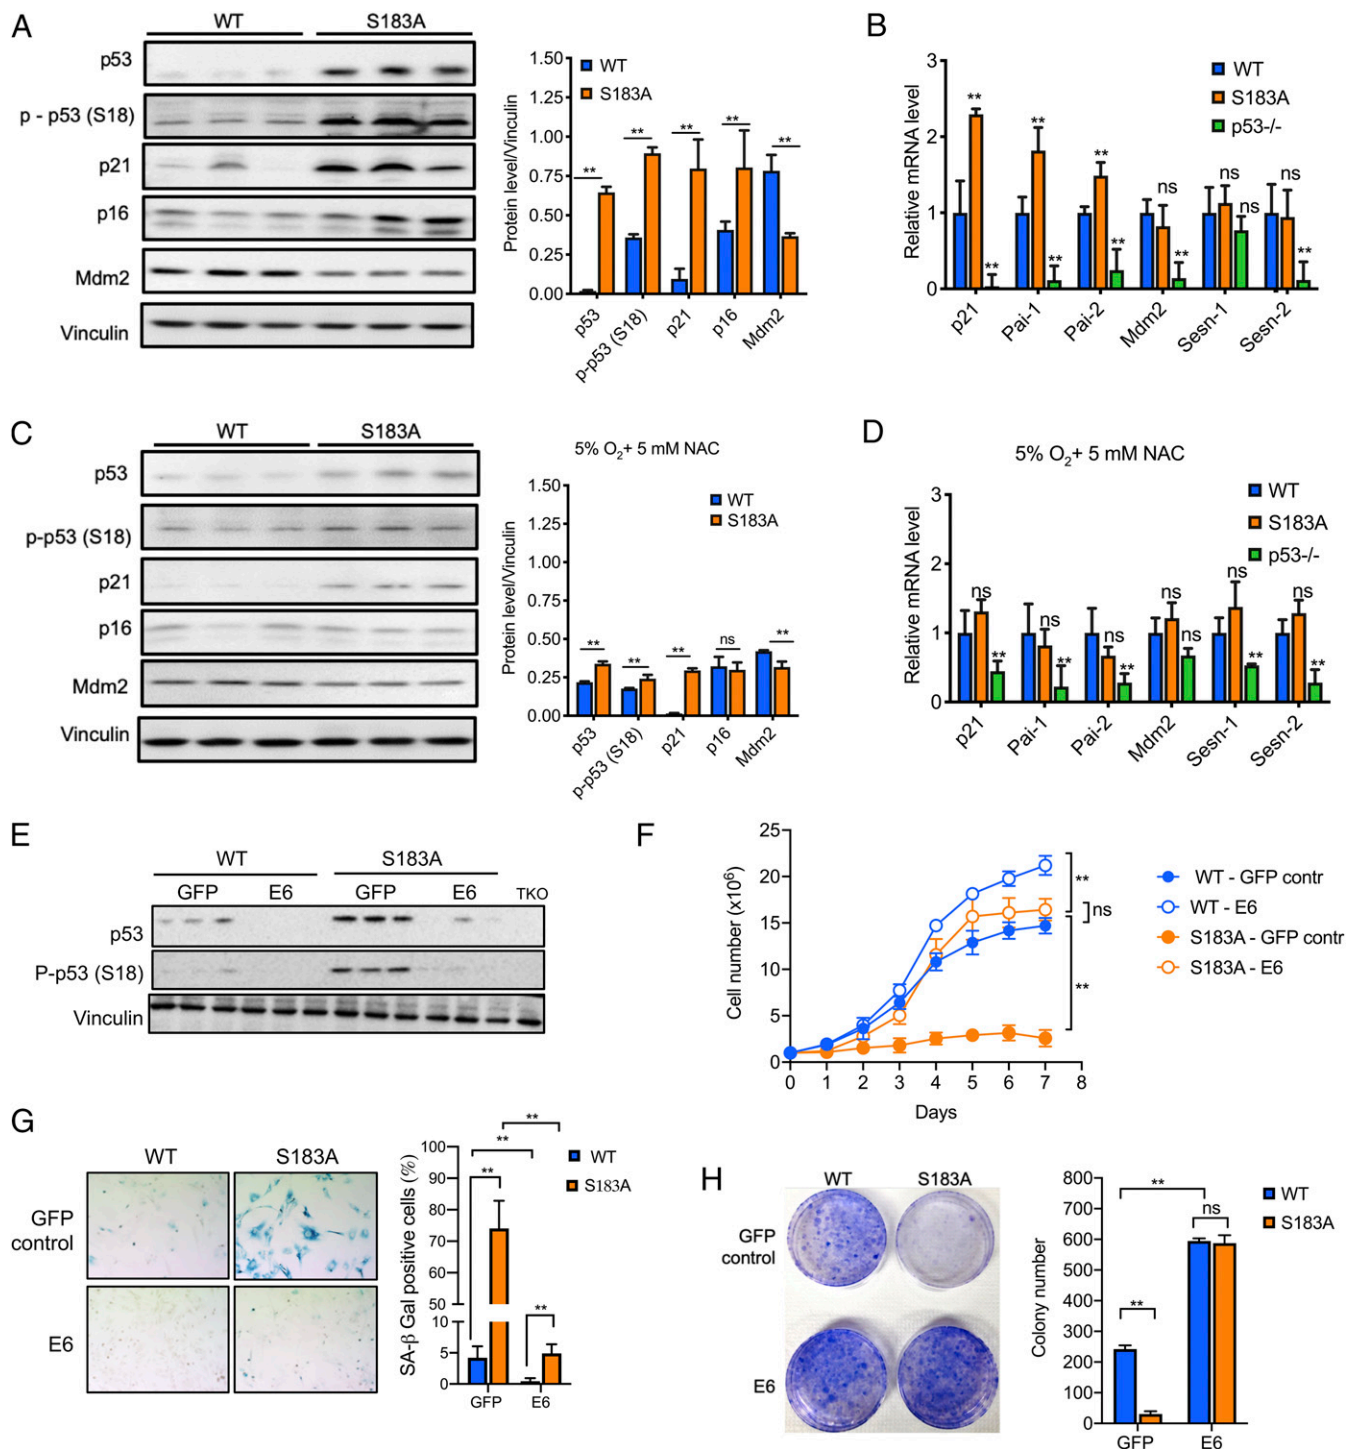 A
WT
S183A
p53
p - p53 (S18)
p21
p16
Mdm2
Vinculin
Protein level/Vinculin
1.50
1.25
1.00
0.75
0.50
0.25
0.00
WT
S183A
**
**
**
**
**
p53
p-p53 (S18)
p21
p16
Mdm2
B
Relative mRNA level
3
2
1
0
WT
S183A
p53-/-
**
**
**
**
**
**
ns
**
ns
ns
ns
**
p21
Pai-1
Pai-2
Mdm2
Sesn-1
Sesn-2
C
WT
S183A
p53
p-p53 (S18)
p21
p16
Mdm2
Vinculin
5% O2+ 5 mM NAC
Protein level/Vinculin
1.50
1.25
1.00
0.75
0.50
0.25
0.00
WT
S183A
**
**
**
ns
**
p53
p-p53 (S18)
p21
p16
Mdm2
D
5% O2+ 5 mM NAC
Relative mRNA level
3
2
1
0
WT
S183A
p53-/-
ns
**
ns
**
ns
**
ns
ns
ns
**
ns
**
p21
Pai-1
Pai-2
Mdm2
Sesn-1
Sesn-2
E
WT
S183A
GFP
E6
GFP
E6
TKO
p53
P-p53 (S18)
Vinculin
F
Cell number (x10⁶)
25
20
15
10
5
0
0 1 2 3 4 5 6 7 8
Days
**
ns
**
WT - GFP contr
WT - E6
S183A - GFP contr
S183A - E6
G
WT
S183A
GFP
control
E6
SA-β Gal positive cells (%)
100
90
80
70
60
50
10
5
0
**
**
**
**
WT
S183A
GFP
E6
H
WT
S183A
GFP
control
E6
Colony number
800
700
600
500
400
300
200
100
0
**
ns
**
WT
S183A
GFP
E6